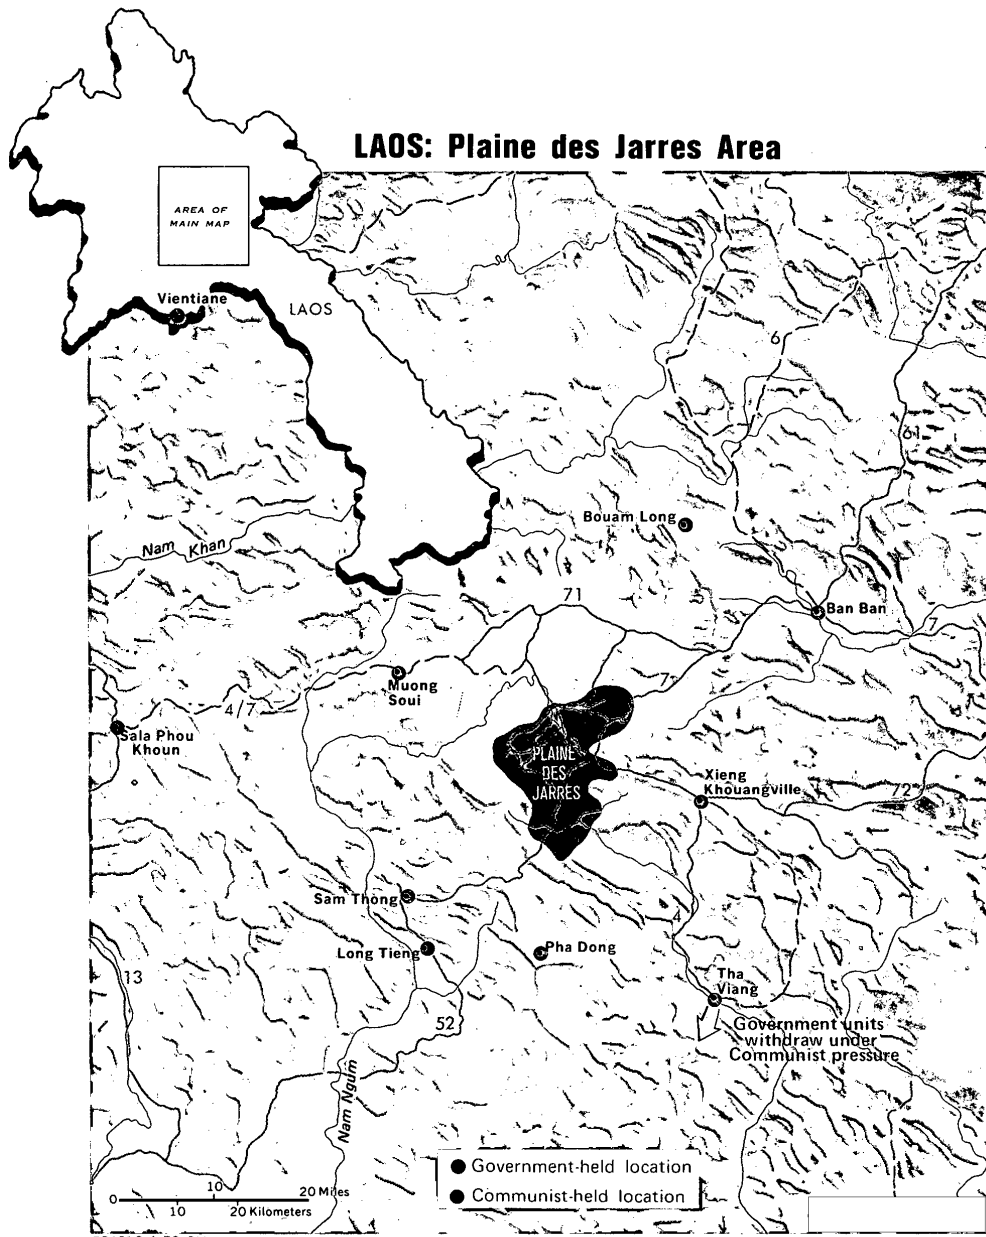 LAOS: Plaine des Jarres Area
AREA OF
MAIN MAP
Vientiane
LAOS
6
61
Bouam Long
Nam Khan
71
Ban Ban
7
Muong
Soui
7
4/7
Sala Phou
Khoun
PLAINE
DES
JARRES
Xieng
Khouangville
72
Sam Thong
4
Long Tieng
Pha Dong
13
Tha
Viang
52
Government units
withdraw under
Communist pressure
Nam Ngum
Government-held location
Communist-held location
0 10 20 Miles
10 20 Kilometers